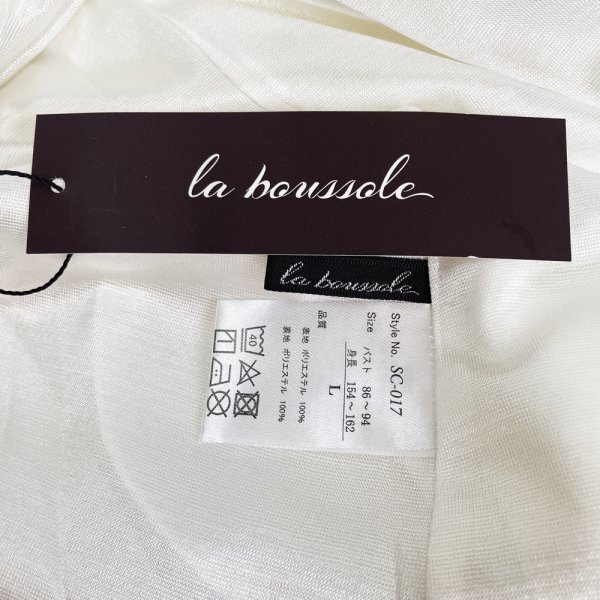 la boussole
la boussole
Style No. SC-017
Size バスト 86～94
身長 154～162
L
品質
表地 ポリエステル 100%
裏地 ポリエステル 100%
40